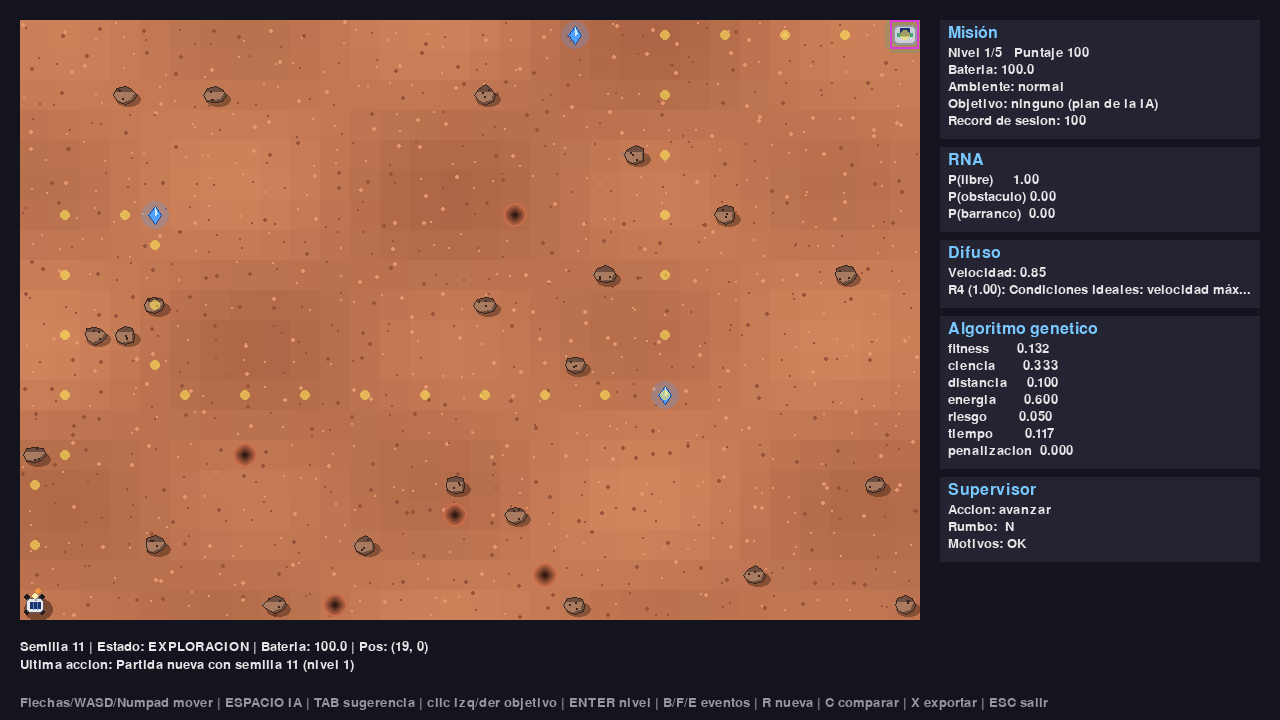 Misión
Nivel 1/5   Puntaje 100
Bateria: 100.0
Ambiente: normal
Objetivo: ninguno (plan de la IA)
Record de sesion: 100
RNA
P(libre)     1.00
P(obstaculo) 0.00
P(barranco)  0.00
Difuso
Velocidad: 0.85
R4 (1.00): Condiciones ideales: velocidad máx...
Algoritmo genetico
fitness        0.132
ciencia        0.333
distancia      0.100
energia        0.600
riesgo         0.050
tiempo         0.117
penalizacion  0.000
Supervisor
Accion: avanzar
Rumbo:  N
Motivos: OK
Semilla 11 | Estado: EXPLORACION | Bateria: 100.0 | Pos: (19, 0)
Ultima accion: Partida nueva con semilla 11 (nivel 1)
Flechas/WASD/Numpad mover | ESPACIO IA | TAB sugerencia | clic izq/der objetivo | ENTER nivel | B/F/E eventos | R nueva | C comparar | X exportar | ESC salir